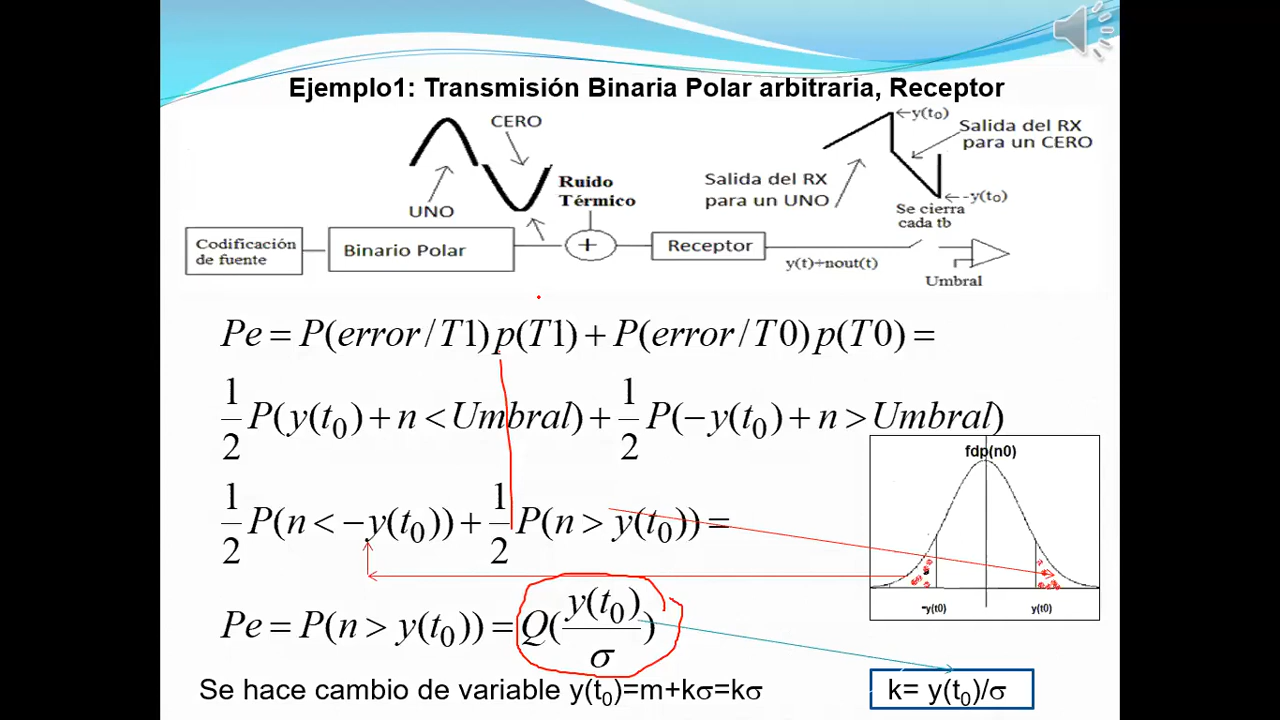 Ejemplo1: Transmisión Binaria Polar arbitraria, Receptor
CERO
UNO
Ruido
Térmico
←y(t₀)
Salida del RX
para un CERO
Salida del RX
para un UNO
←-y(t₀)
Se cierra
cada tb
Codificación
de fuente
Binario Polar
+
Receptor
y(t)+nout(t)
Umbral
Pe = P(error / T1) p(T1) + P(error / T0) p(T0) =
1/2 P(y(t₀) + n < Umbral) + 1/2 P(−y(t₀) + n > Umbral)
1/2 P(n < −y(t₀)) + 1/2 P(n > y(t₀)) =
fdp(n0)
-y(t0)
y(t0)
Pe = P(n > y(t₀)) = Q(y(t₀)/σ)
Se hace cambio de variable y(t₀)=m+kσ=kσ
k= y(t₀)/σ